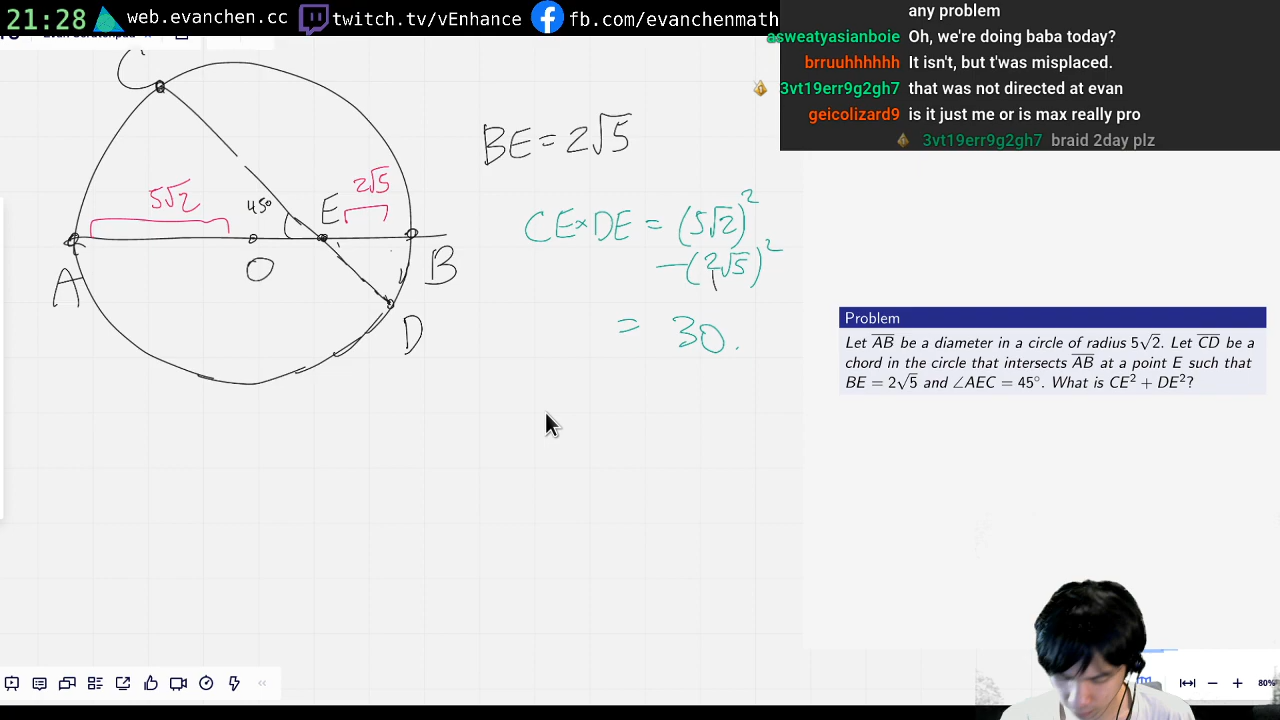 21:28 web.evanchen.cc twitch.tv/vEnhance fb.com/evanchenmath
any problem
asweatyasianboie Oh, we're doing baba today?
brruuhhhhhh It isn't, but t'was misplaced.
3vt19err9g2gh7 that was not directed at evan
geicolizard9 is it just me or is max really pro
3vt19err9g2gh7 braid 2day plz
BE = 2√5
5√2
45°
E
2√5
A
O
B
D
CE×DE = (5√2)²
−(2√5)²
= 30.
Problem
Let AB be a diameter in a circle of radius 5√2. Let CD be a
chord in the circle that intersects AB at a point E such that
BE = 2√5 and ∠AEC = 45°. What is CE² + DE²?
80%